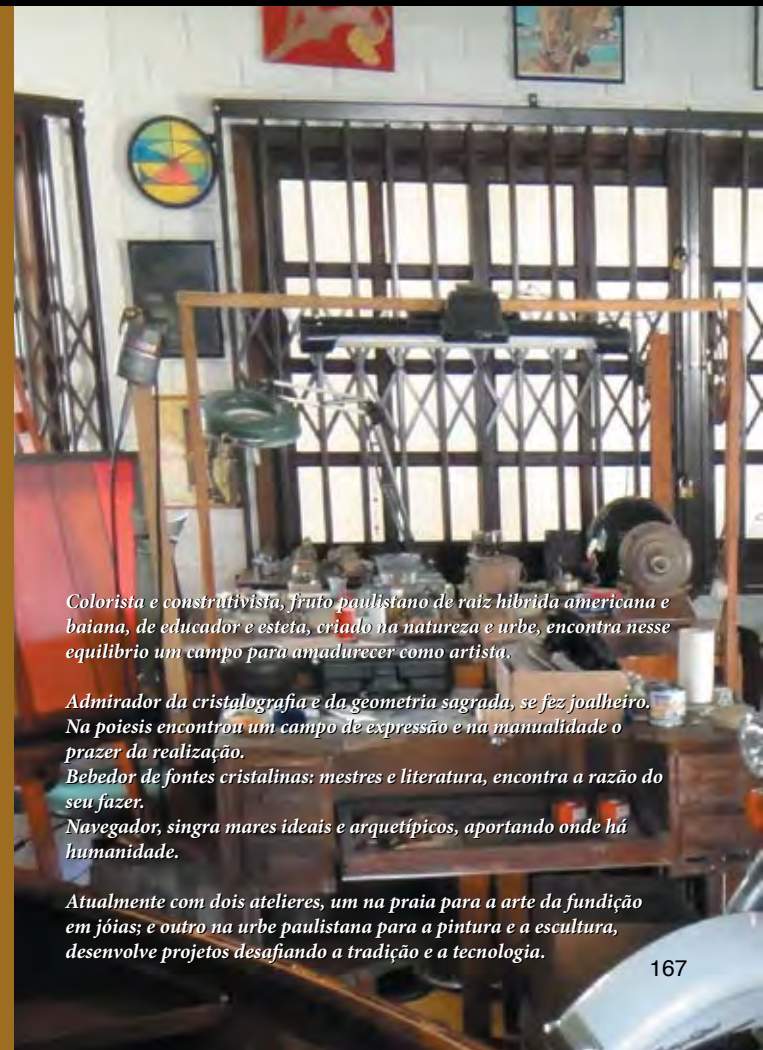 Colorista e construtivista, fruto paulistano de raiz hibrida americana e
baiana, de educador e esteta, criado na natureza e urbe, encontra nesse
equilibrio um campo para amadurecer como artista.
Admirador da cristalografia e da geometria sagrada, se fez joalheiro.
Na poiesis encontrou um campo de expressão e na manualidade o
prazer da realização.
Bebedor de fontes cristalinas: mestres e literatura, encontra a razão do
seu fazer.
Navegador, singra mares ideais e arquetípicos, aportando onde há
humanidade.
Atualmente com dois atelieres, um na praia para a arte da fundição
em jóias; e outro na urbe paulistana para a pintura e a escultura,
desenvolve projetos desafiando a tradição e a tecnologia.
167